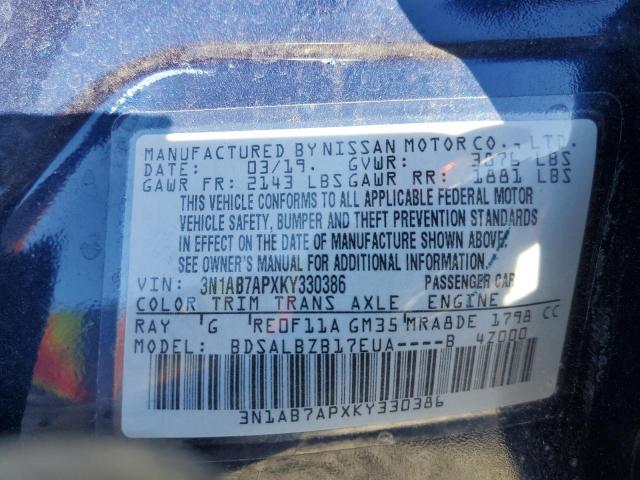 MANUFACTURED BY NISSAN MOTOR CO., LTD.
DATE: 03/19. GVWR: 3876 LBS
GAWR FR: 2143 LBS GAWR RR: 1881 LBS
THIS VEHICLE CONFORMS TO ALL APPLICABLE FEDERAL MOTOR
VEHICLE SAFETY, BUMPER AND THEFT PREVENTION STANDARDS
IN EFFECT ON THE DATE OF MANUFACTURE SHOWN ABOVE.
SEE OWNER'S MANUAL FOR ADDITIONAL INFORMATION.
VIN: 3N1AB7APXKY330386 PASSENGER CAR
COLOR TRIM TRANS AXLE ENGINE
RAY G RE0F11A GM35 MRA8DE 1798 CC
MODEL: BDSALBZB17EUA----B 4Z000
3N1AB7APXKY330386